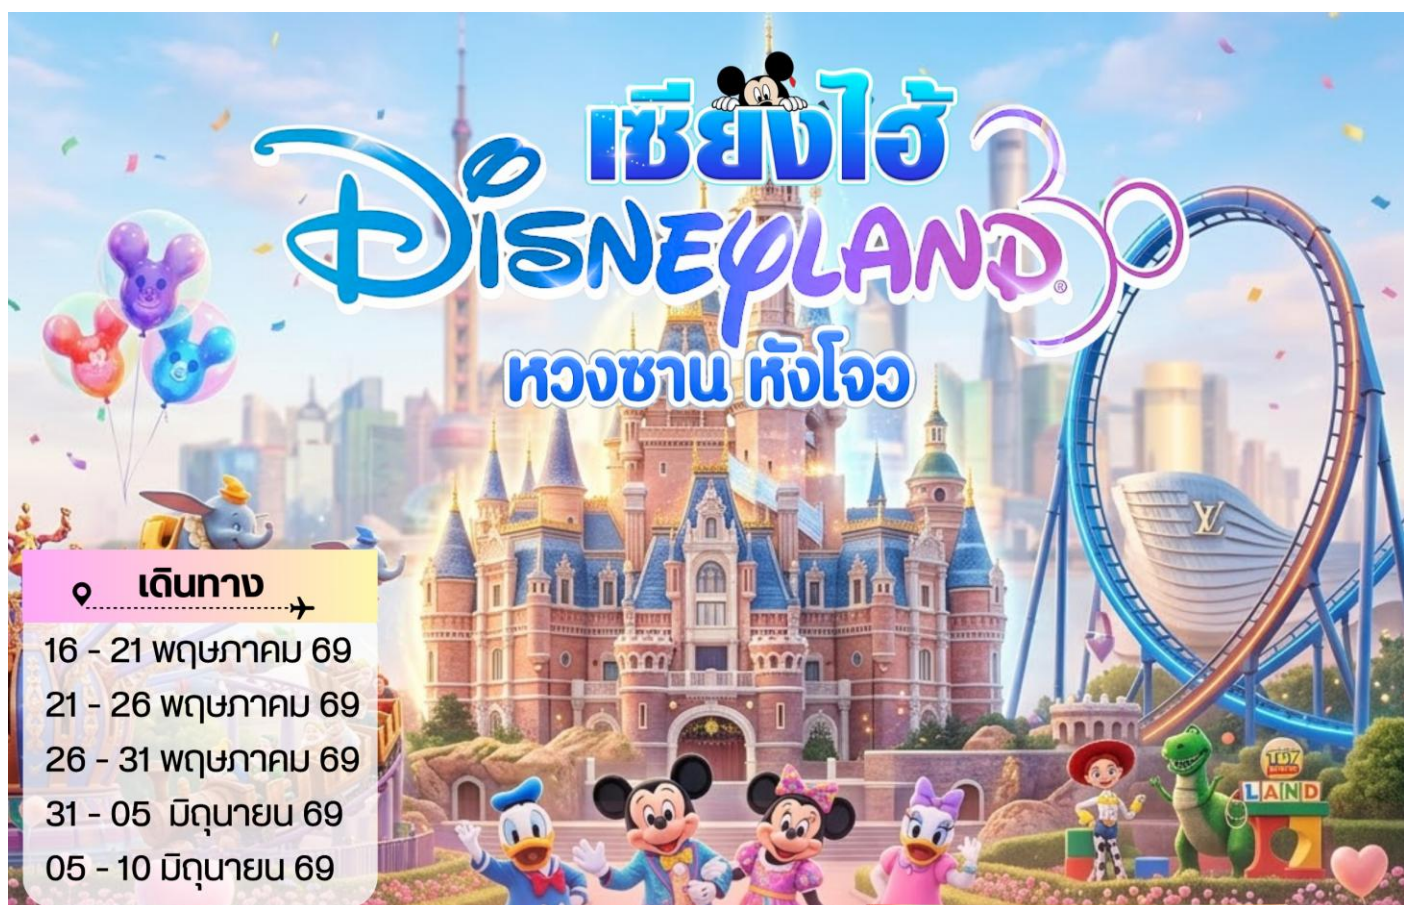 เซี่ยงไฮ้
DISNEYLAND®
หวงซาน หังโจว
LV
เดินทาง
16 - 21 พฤษภาคม 69
21 - 26 พฤษภาคม 69
26 - 31 พฤษภาคม 69
31 - 05 มิถุนายน 69
05 - 10 มิถุนายน 69
LAND